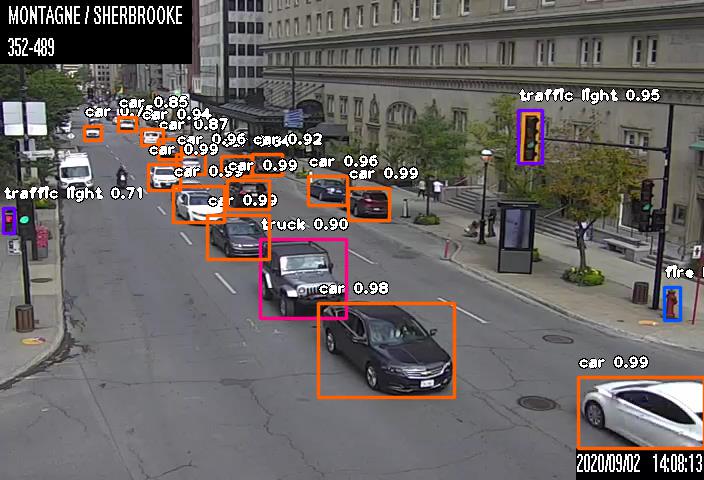 MONTAGNE / SHERBROOKE
352-489
car 0.85
car 0.94
car 0.87
car 0.96
car 0.92
car 0.99
car 0.99
car 0.96
car 0.99
car 0.99
traffic light 0.95
traffic light 0.71
truck 0.90
car 0.98
fire
car 0.99
2020/09/02 14:08:13